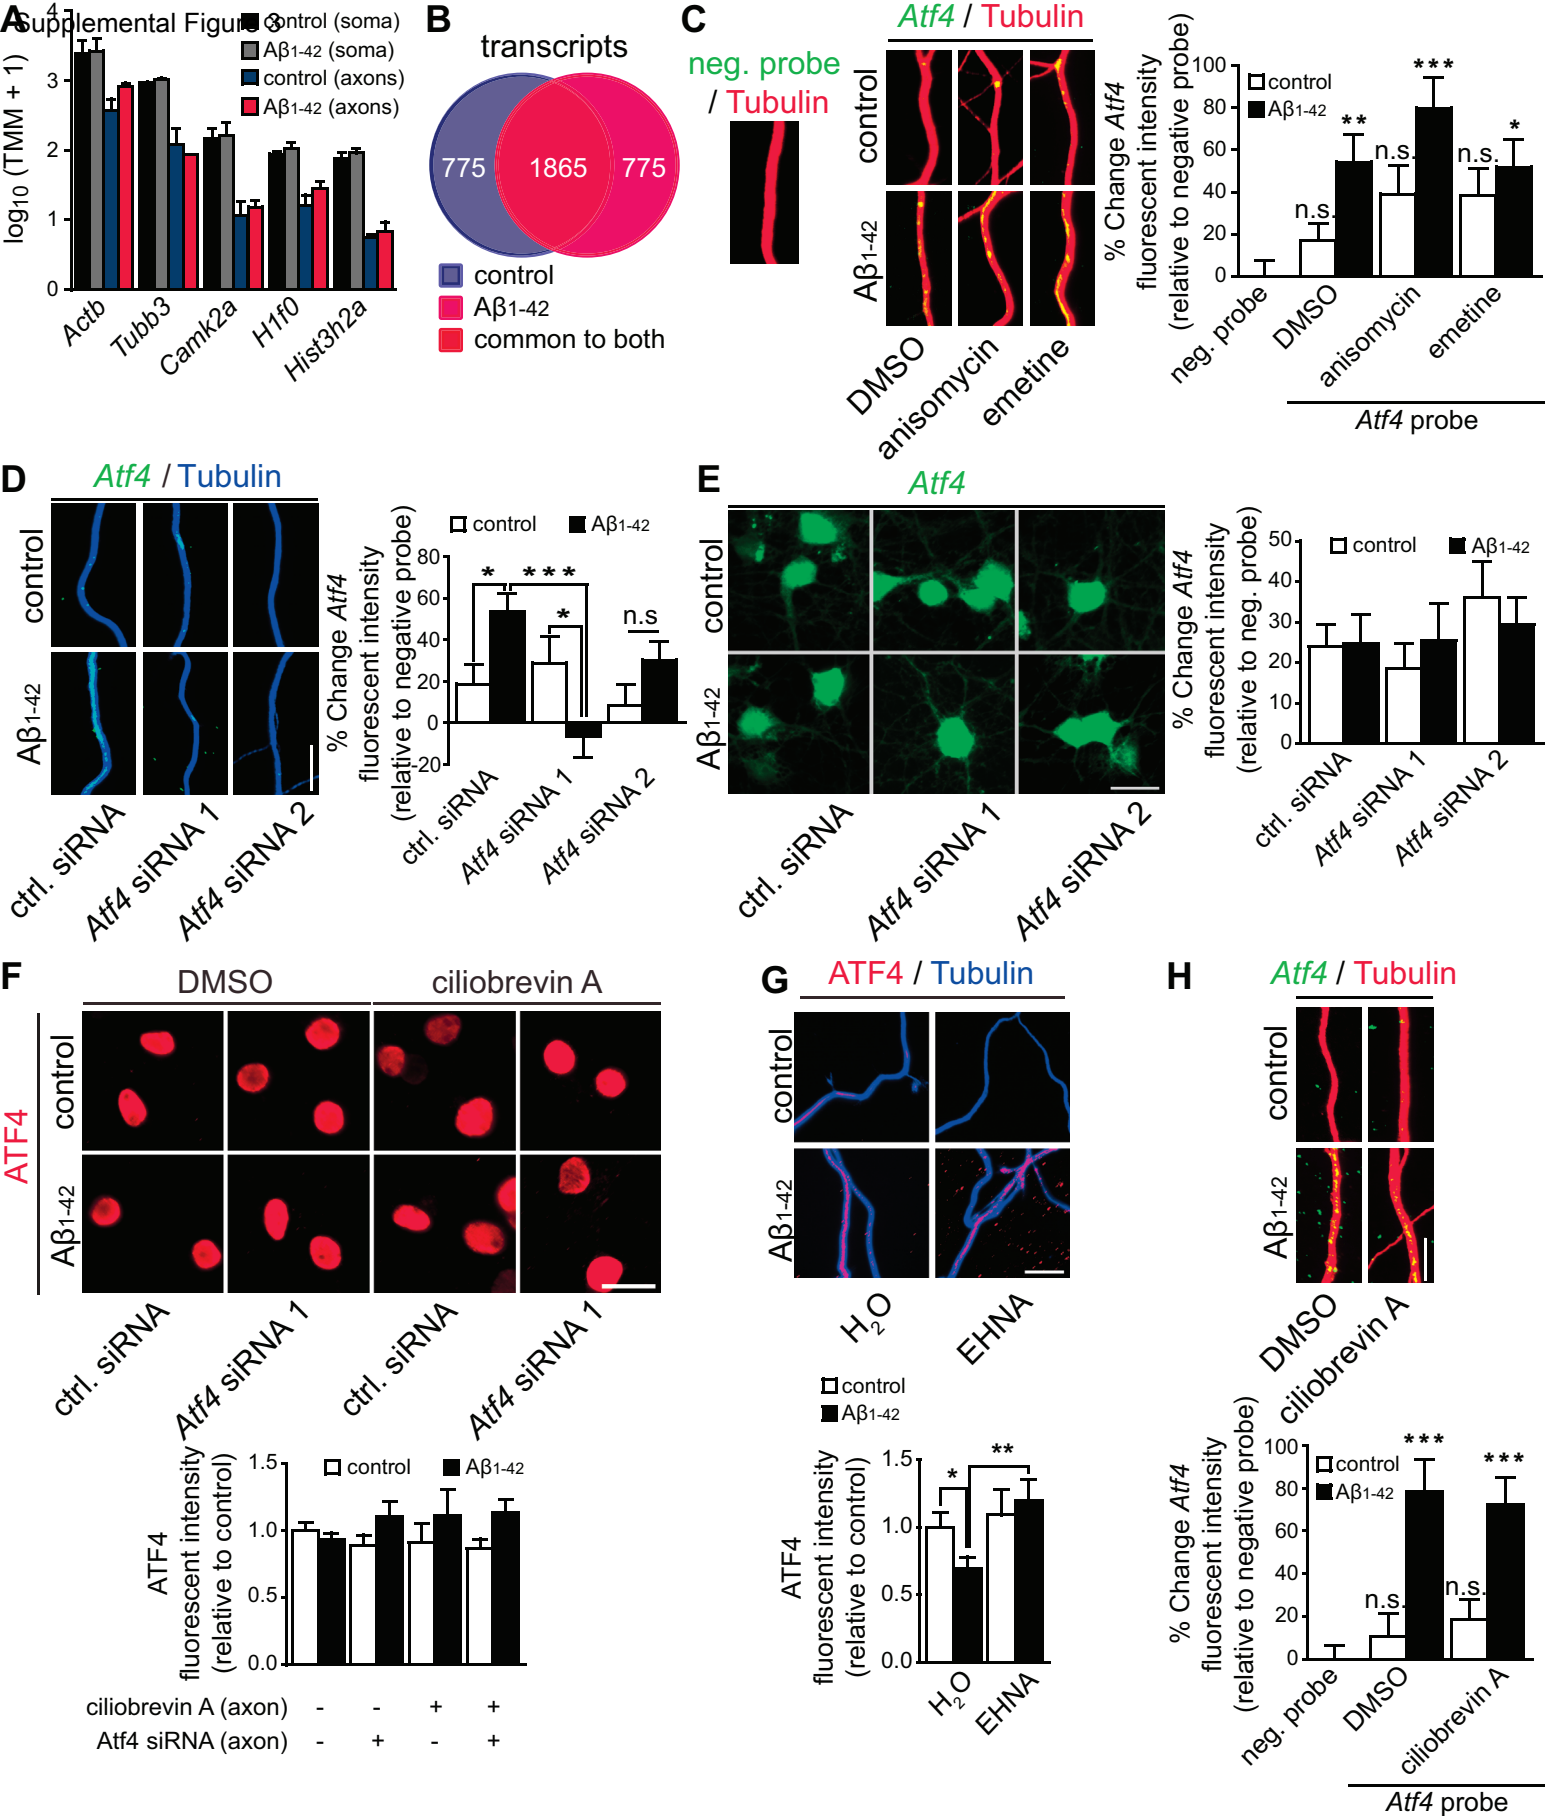 Supplemental Figure 3
A
4
3
2
1
0
log10 (TMM + 1)
control (soma)
Aβ1-42 (soma)
control (axons)
Aβ1-42 (axons)
Actb
Tubb3
Camk2a
H1f0
Hist3h2a
B
transcripts
775
1865
775
control
Aβ1-42
common to both
C
neg. probe
/ Tubulin
Atf4 / Tubulin
control
Aβ1-42
DMSO
anisomycin
emetine
% Change Atf4
fluorescent intensity
(relative to negative probe)
100
80
60
40
20
0
control
Aβ1-42
n.s.
**
n.s.
***
n.s.
*
neg. probe
DMSO
anisomycin
emetine
Atf4 probe
D
Atf4 / Tubulin
control
Aβ1-42
ctrl. siRNA
Atf4 siRNA 1
Atf4 siRNA 2
% Change Atf4
fluorescent intensity
(relative to negative probe)
control
Aβ1-42
80
60
40
20
0
-20
*
***
*
n.s
ctrl. siRNA
Atf4 siRNA 1
Atf4 siRNA 2
E
Atf4
control
Aβ1-42
ctrl. siRNA
Atf4 siRNA 1
Atf4 siRNA 2
% Change Atf4
fluorescent intensity
(relative to neg. probe)
50
40
30
20
10
0
control
Aβ1-42
ctrl. siRNA
Atf4 siRNA 1
Atf4 siRNA 2
F
DMSO
ciliobrevin A
ATF4
control
Aβ1-42
ctrl. siRNA
Atf4 siRNA 1
ctrl. siRNA
Atf4 siRNA 1
ATF4
fluorescent intensity
(relative to control)
1.5
1.0
0.5
0.0
control
Aβ1-42
ciliobrevin A (axon) - - + +
Atf4 siRNA (axon) - + - +
G
ATF4 / Tubulin
control
Aβ1-42
H2O
EHNA
control
Aβ1-42
ATF4
fluorescent intensity
(relative to control)
1.5
1.0
0.5
0.0
*
**
H2O
EHNA
H
Atf4 / Tubulin
control
Aβ1-42
DMSO
ciliobrevin A
% Change Atf4
fluorescent intensity
(relative to negative probe)
100
80
60
40
20
0
control
Aβ1-42
n.s.
***
n.s.
***
neg. probe
DMSO
ciliobrevin A
Atf4 probe